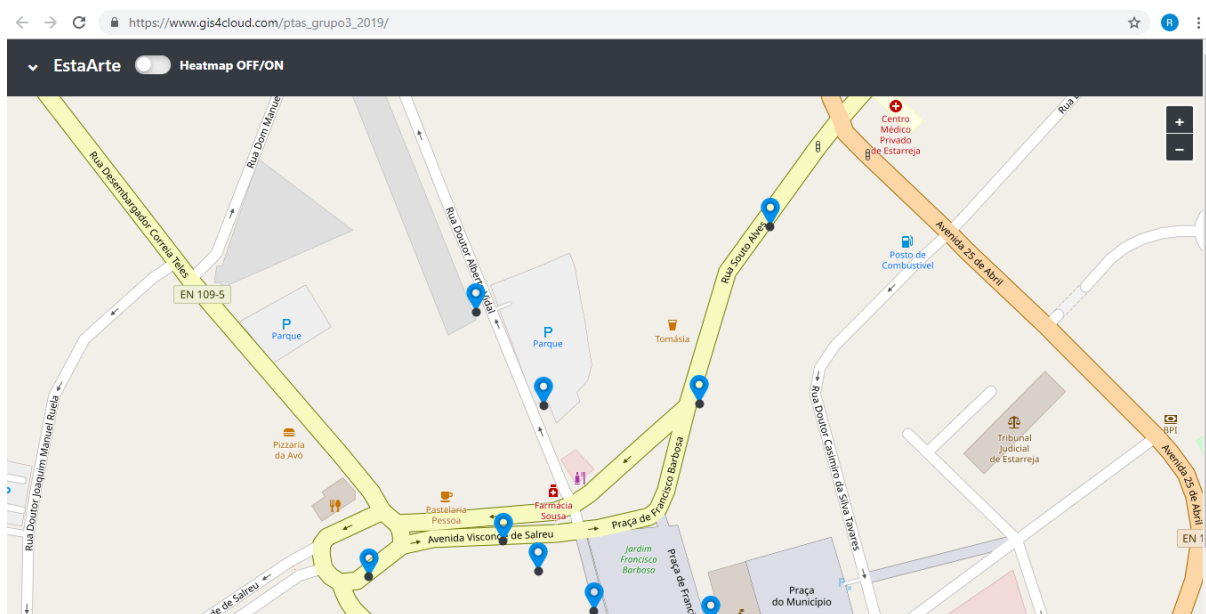 https://www.gis4cloud.com/ptas_grupo3_2019/
R
EstaArte
Heatmap OFF/ON
+
−
Centro
Médico
Privado
de Estarreja
Rua Dom Manuel
Rua Desembargador Correia Teles
Rua Doutor Alberto Vidal
Rua Souto Alves
Avenida 25 de Abril
Posto de
Combustível
EN 109-5
P
Parque
P
Parque
Tomásia
Rua Doutor Joaquim Manuel Ruela
Pizzaria
da Avó
Rua Doutor Casimiro da Silva Tavares
Tribunal
Judicial
de Estarreja
BPI
Avenida 25 de Abril
Pastelaria
Pessoa
Farmácia
Sousa
Praça de Francisco Barbosa
Avenida Visconde de Salreu
EN 1
Jardim
Francisco
Barbosa
Praça de Franc
Praça
do Município
P
de de Salreu